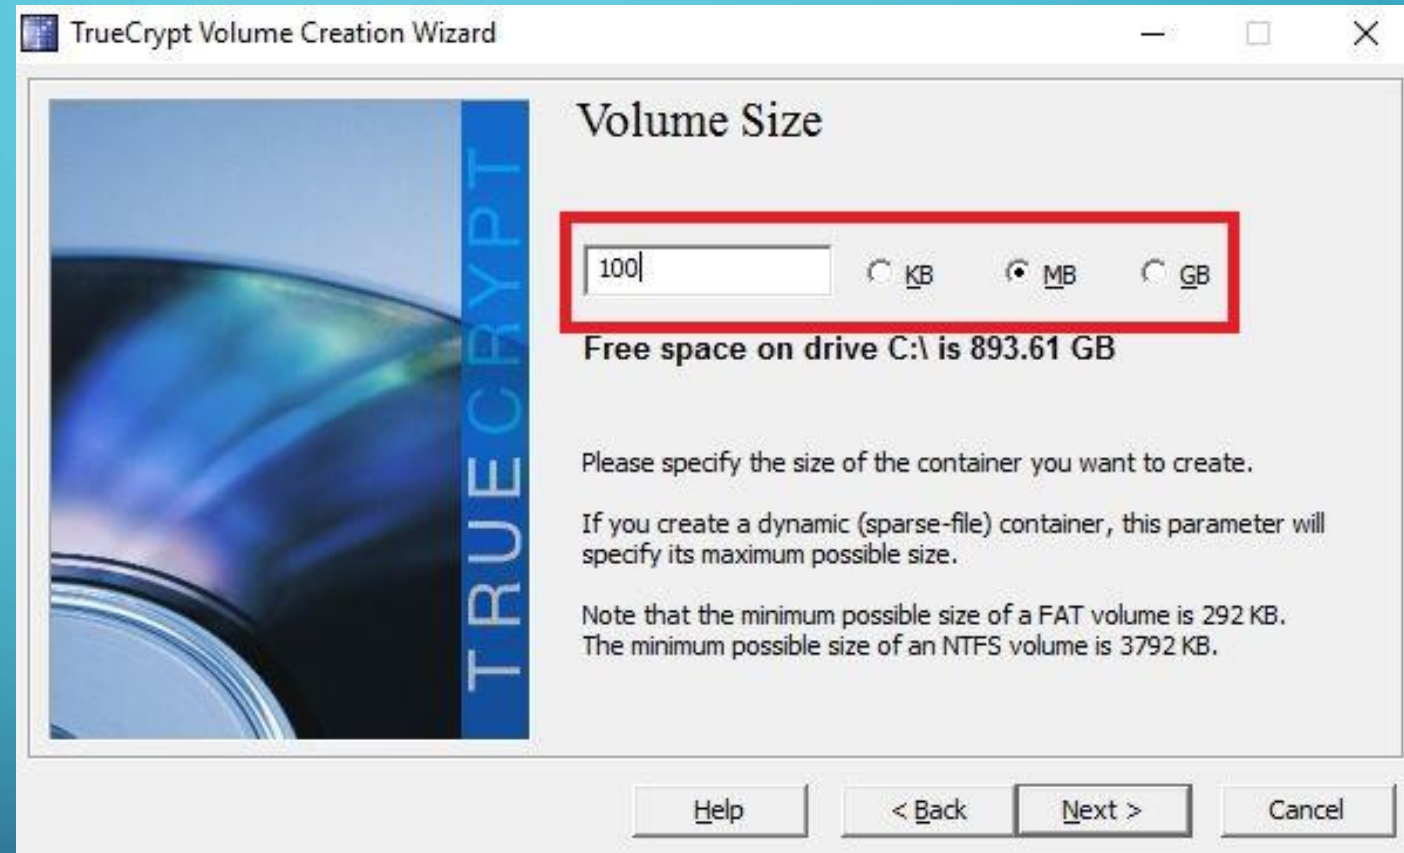 TrueCrypt Volume Creation Wizard
TRUECRYPT
Volume Size
100 KB MB GB
Free space on drive C:\ is 893.61 GB
Please specify the size of the container you want to create.
If you create a dynamic (sparse-file) container, this parameter will
specify its maximum possible size.
Note that the minimum possible size of a FAT volume is 292 KB.
The minimum possible size of an NTFS volume is 3792 KB.
Help < Back Next > Cancel